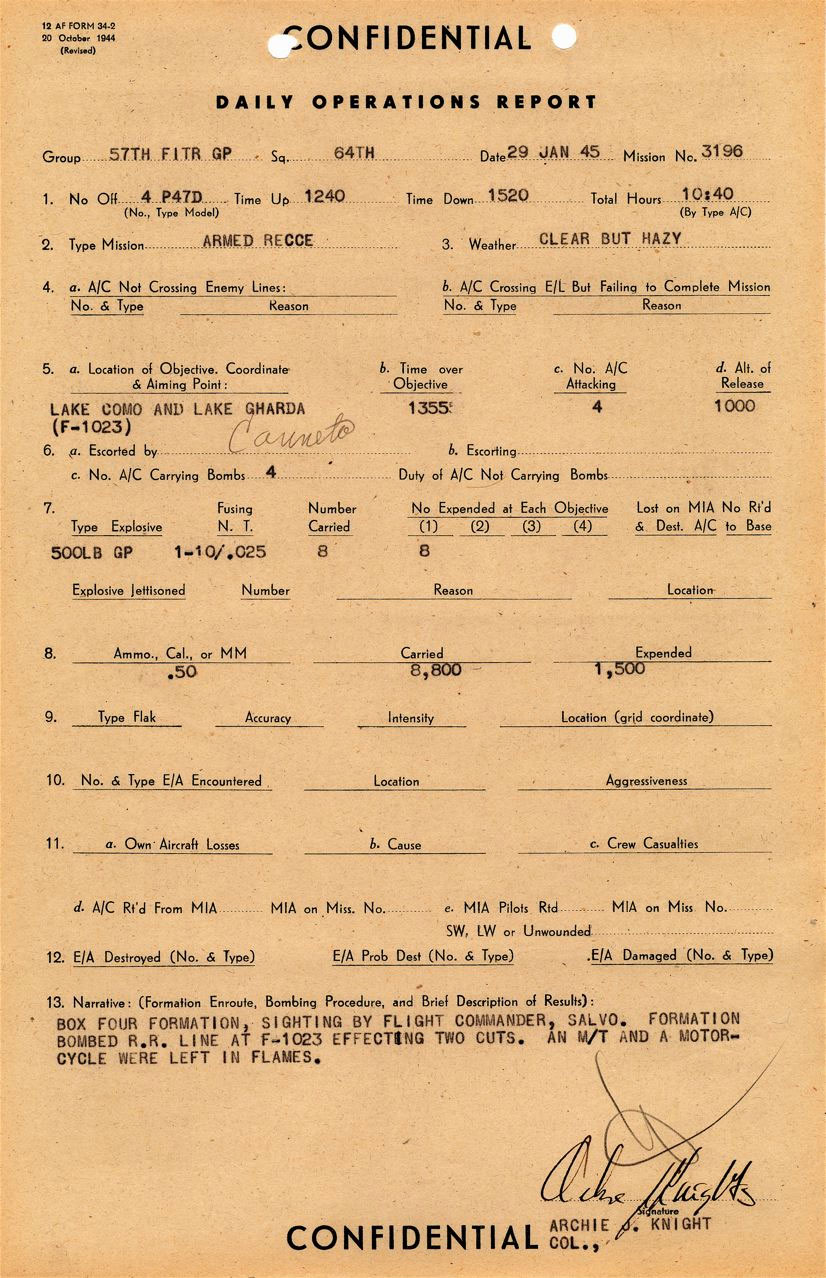 12 AF FORM 34-2
20 October 1944
(Revised)
CONFIDENTIAL
DAILY OPERATIONS REPORT
Group 57TH FITR GP Sq. 64TH Date 29 JAN 45 Mission No. 3196
1. No Off 4 P47D Time Up 1240 Time Down 1520 Total Hours 10:40
(No., Type Model) (By Type A/C)
2. Type Mission ARMED RECCE 3. Weather CLEAR BUT HAZY
4. a. A/C Not Crossing Enemy Lines: b. A/C Crossing E/L But Failing to Complete Mission
No. & Type Reason No. & Type Reason
5. a. Location of Objective. Coordinate b. Time over c. No. A/C d. Alt. of
& Aiming Point: Objective Attacking Release
LAKE COMO AND LAKE GHARDA 1355 4 1000
(F-1023)
Canneto
6. a. Escorted by b. Escorting
c. No. A/C Carrying Bombs 4 Duty of A/C Not Carrying Bombs
7. Fusing Number No Expended at Each Objective Lost on MIA No Rt'd
Type Explosive N. T. Carried (1) (2) (3) (4) & Dest. A/C to Base
500LB GP 1-10/.025 8 8
Explosive Jettisoned Number Reason Location
8. Ammo., Cal., or MM Carried Expended
.50 8,800 1,500
9. Type Flak Accuracy Intensity Location (grid coordinate)
10. No. & Type E/A Encountered Location Aggressiveness
11. a. Own Aircraft Losses b. Cause c. Crew Casualties
d. A/C Rt'd From MIA MIA on Miss. No. e. MIA Pilots Rtd MIA on Miss No.
SW, LW or Unwounded
12. E/A Destroyed (No. & Type) E/A Prob Dest (No. & Type) E/A Damaged (No. & Type)
13. Narrative: (Formation Enroute, Bombing Procedure, and Brief Description of Results):
BOX FOUR FORMATION, SIGHTING BY FLIGHT COMMANDER, SALVO. FORMATION
BOMBED R.R. LINE AT F-1023 EFFECTING TWO CUTS. AN M/T AND A MOTOR-
CYCLE WERE LEFT IN FLAMES.
Archie J. Knight
Signature
ARCHIE J. KNIGHT
COL.,
CONFIDENTIAL